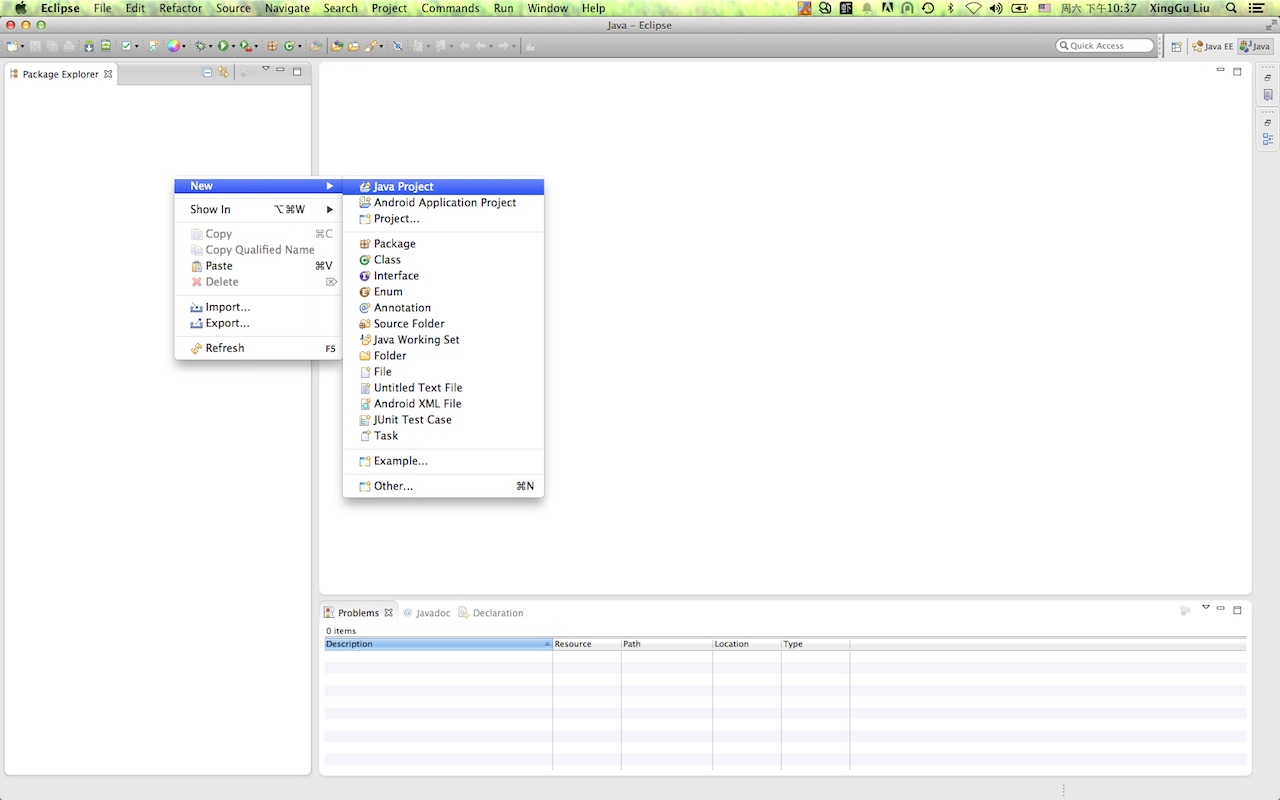 Eclipse File Edit Refactor Source Navigate Search Project Commands Run Window Help 周六 下午10:37 XingGu Liu
Java – Eclipse
Quick Access Java EE Java
Package Explorer
New
Show In ⌥⌘W
Copy ⌘C
Copy Qualified Name
Paste ⌘V
Delete ⌦
Import...
Export...
Refresh F5
Java Project
Android Application Project
Project...
Package
Class
Interface
Enum
Annotation
Source Folder
Java Working Set
Folder
File
Untitled Text File
Android XML File
JUnit Test Case
Task
Example...
Other... ⌘N
Problems @ Javadoc Declaration
0 items
Description Resource Path Location Type